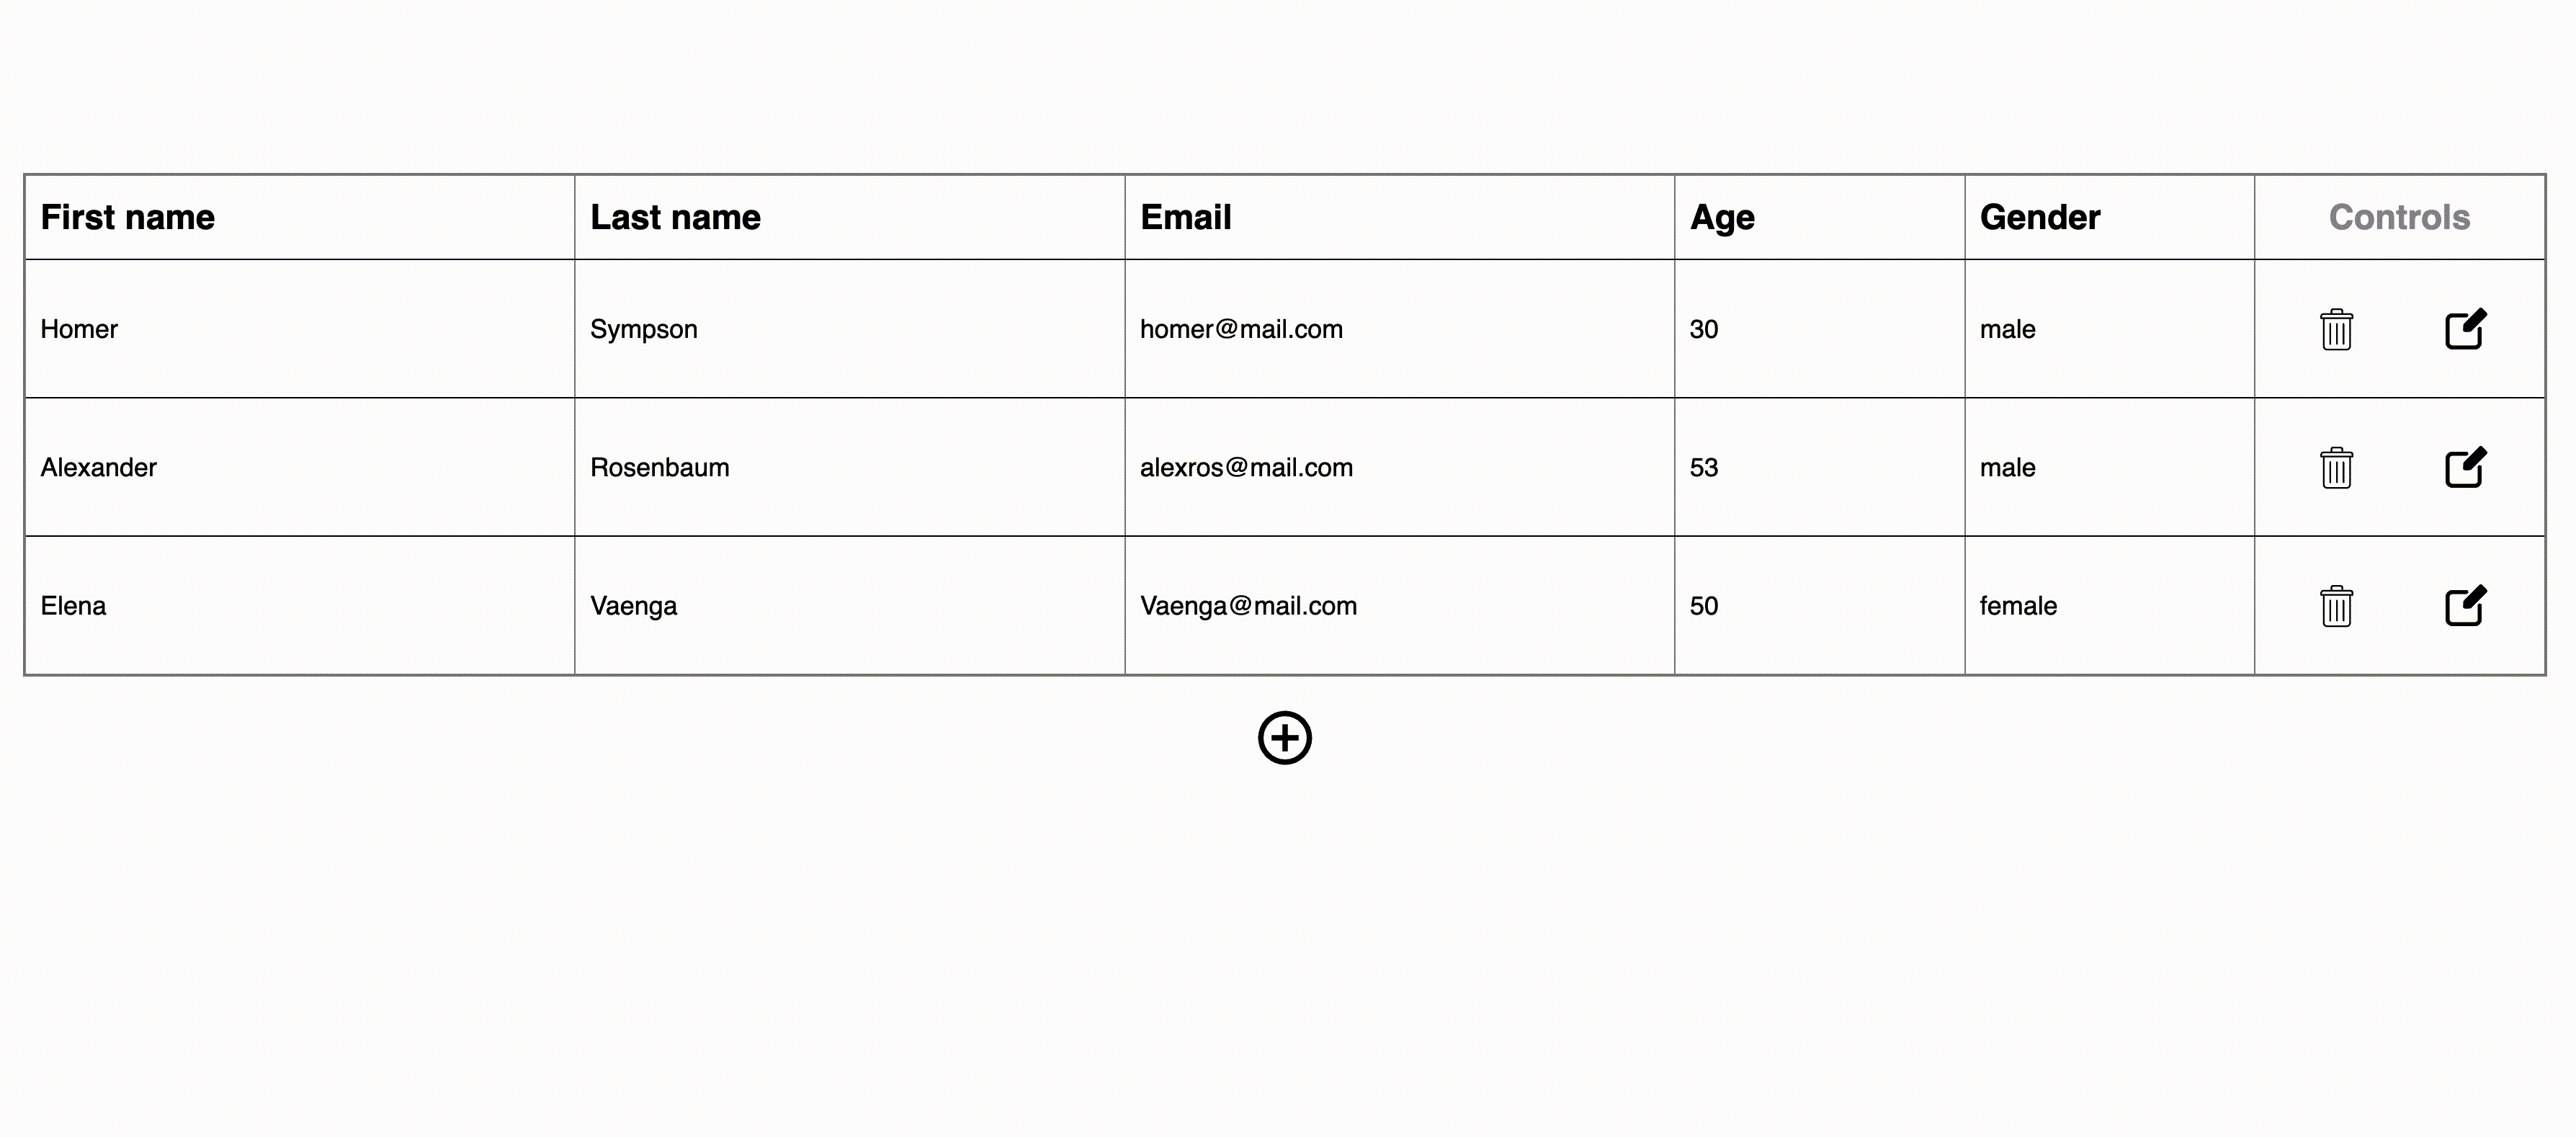 First name Last name Email Age Gender Controls
Homer Sympson homer@mail.com 30 male
Alexander Rosenbaum alexros@mail.com 53 male
Elena Vaenga Vaenga@mail.com 50 female